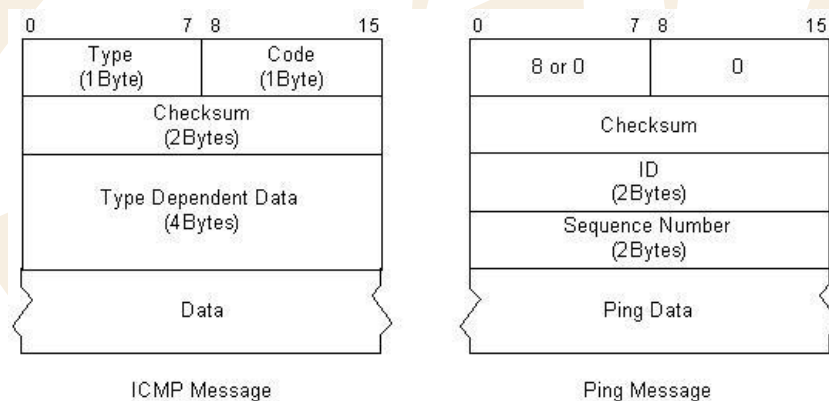 0 7 8 15
Type Code
(1Byte) (1Byte)
Checksum
(2Bytes)
Type Dependent Data
(4Bytes)
Data
ICMP Message
0 7 8 15
8 or 0 0
Checksum
ID
(2Bytes)
Sequence Number
(2Bytes)
Ping Data
Ping Message